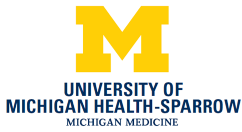 M
UNIVERSITY OF
MICHIGAN HEALTH-SPARROW
MICHIGAN MEDICINE